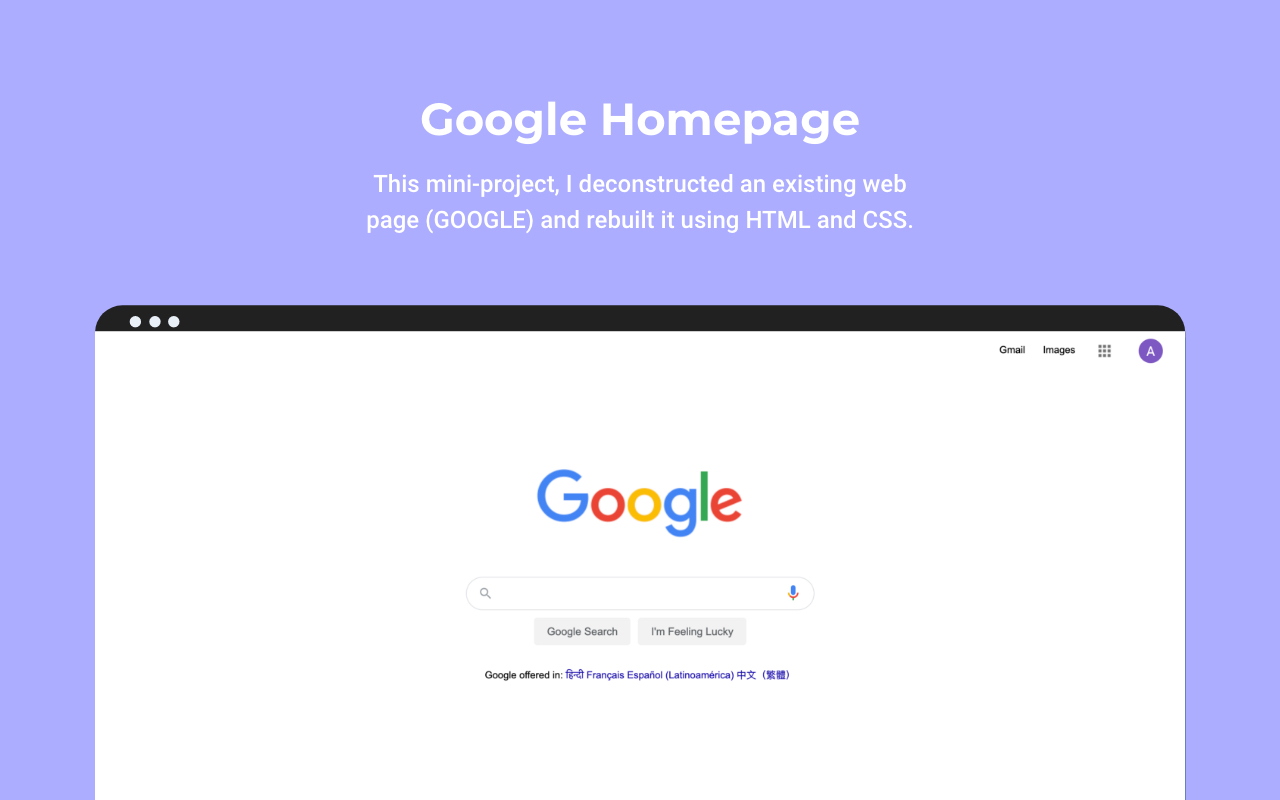 Google Homepage
This mini-project, I deconstructed an existing web
page (GOOGLE) and rebuilt it using HTML and CSS.
Gmail Images A
Google
Google Search I'm Feeling Lucky
Google offered in: हिन्दी Français Español (Latinoamérica) 中文（繁體）